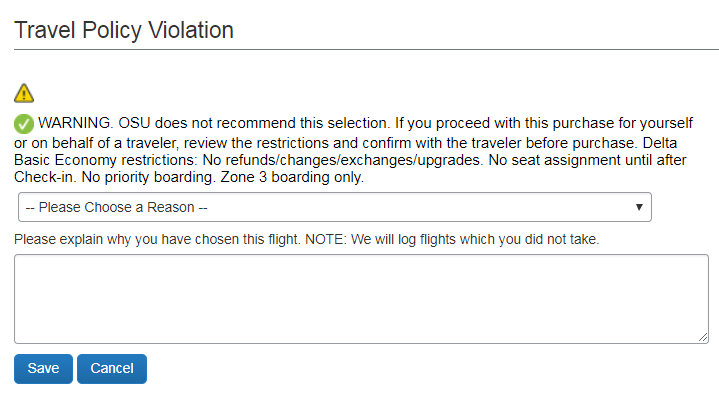 Travel Policy Violation
WARNING. OSU does not recommend this selection. If you proceed with this purchase for yourself
or on behalf of a traveler, review the restrictions and confirm with the traveler before purchase. Delta
Basic Economy restrictions: No refunds/changes/exchanges/upgrades. No seat assignment until after
Check-in. No priority boarding. Zone 3 boarding only.
-- Please Choose a Reason --
Please explain why you have chosen this flight. NOTE: We will log flights which you did not take.
Save Cancel